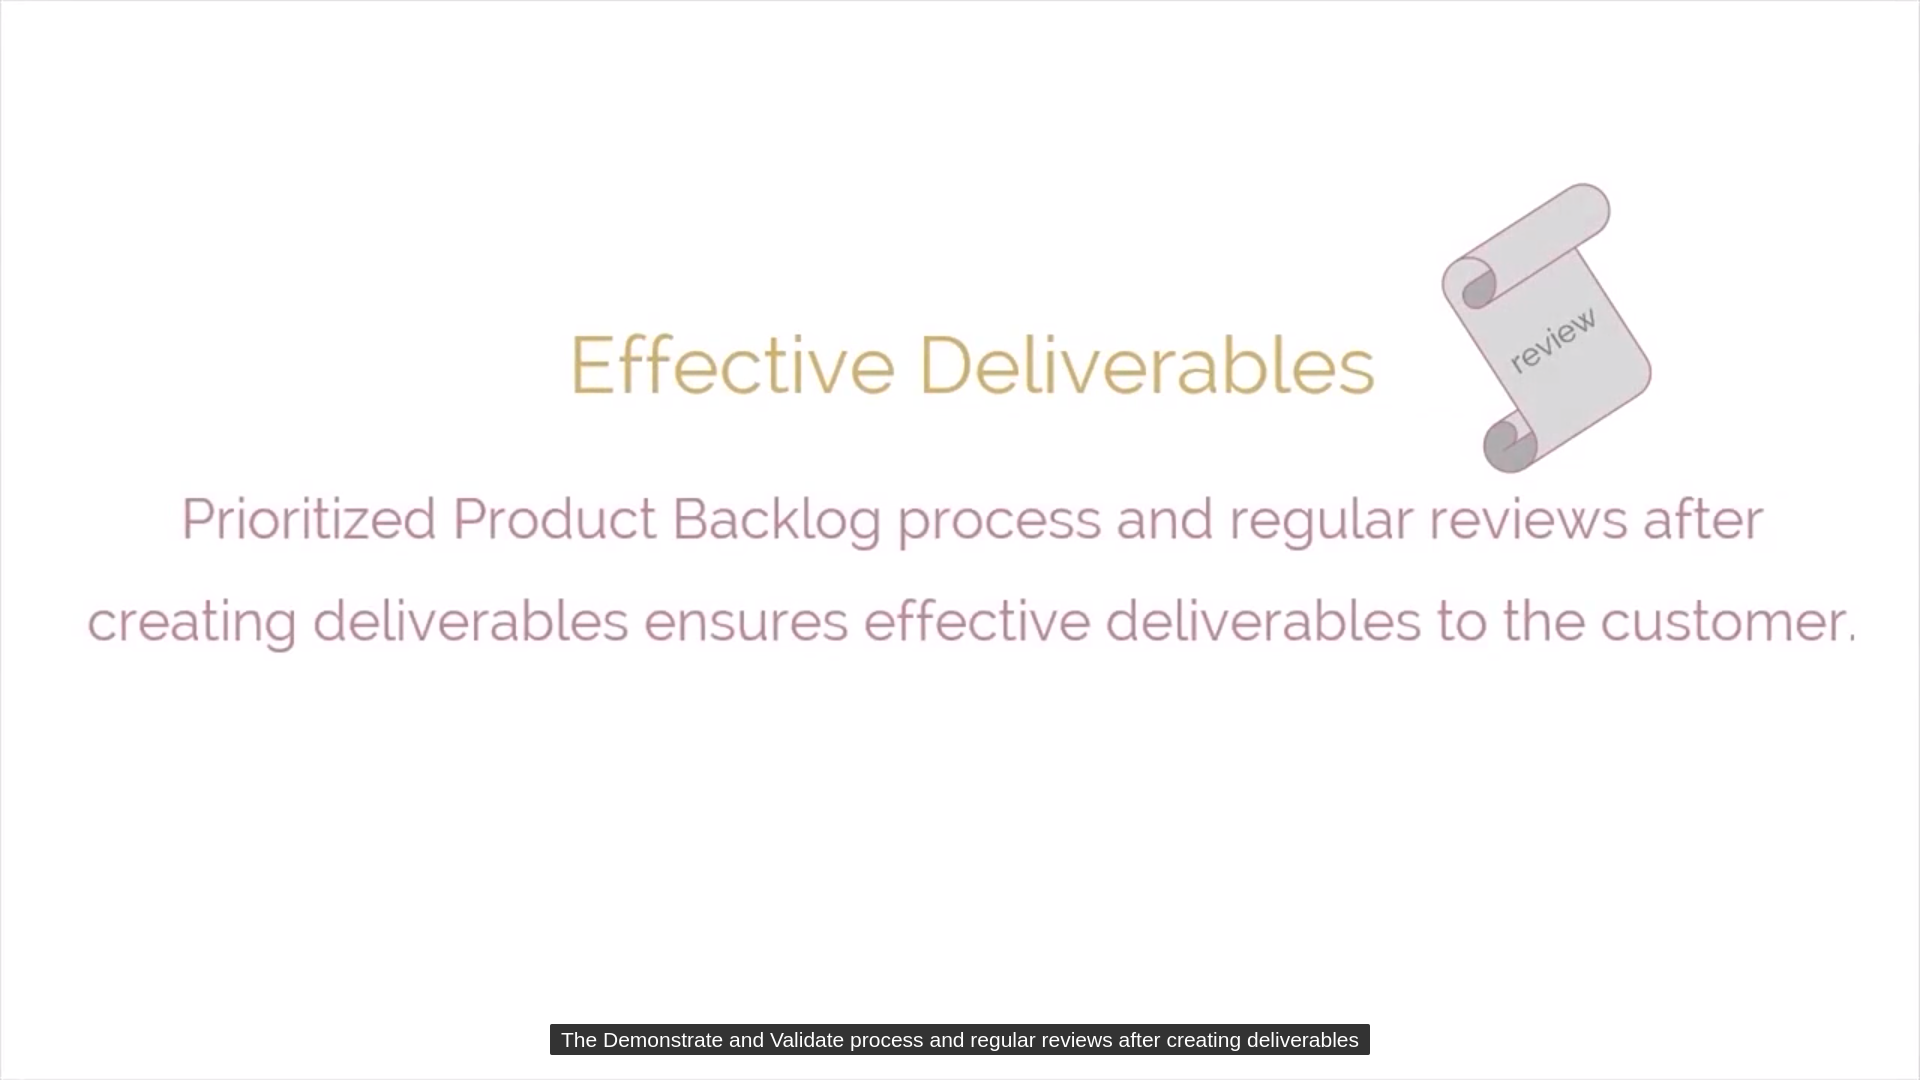 Effective Deliverables
review
Prioritized Product Backlog process and regular reviews after
creating deliverables ensures effective deliverables to the customer.
The Demonstrate and Validate process and regular reviews after creating deliverables